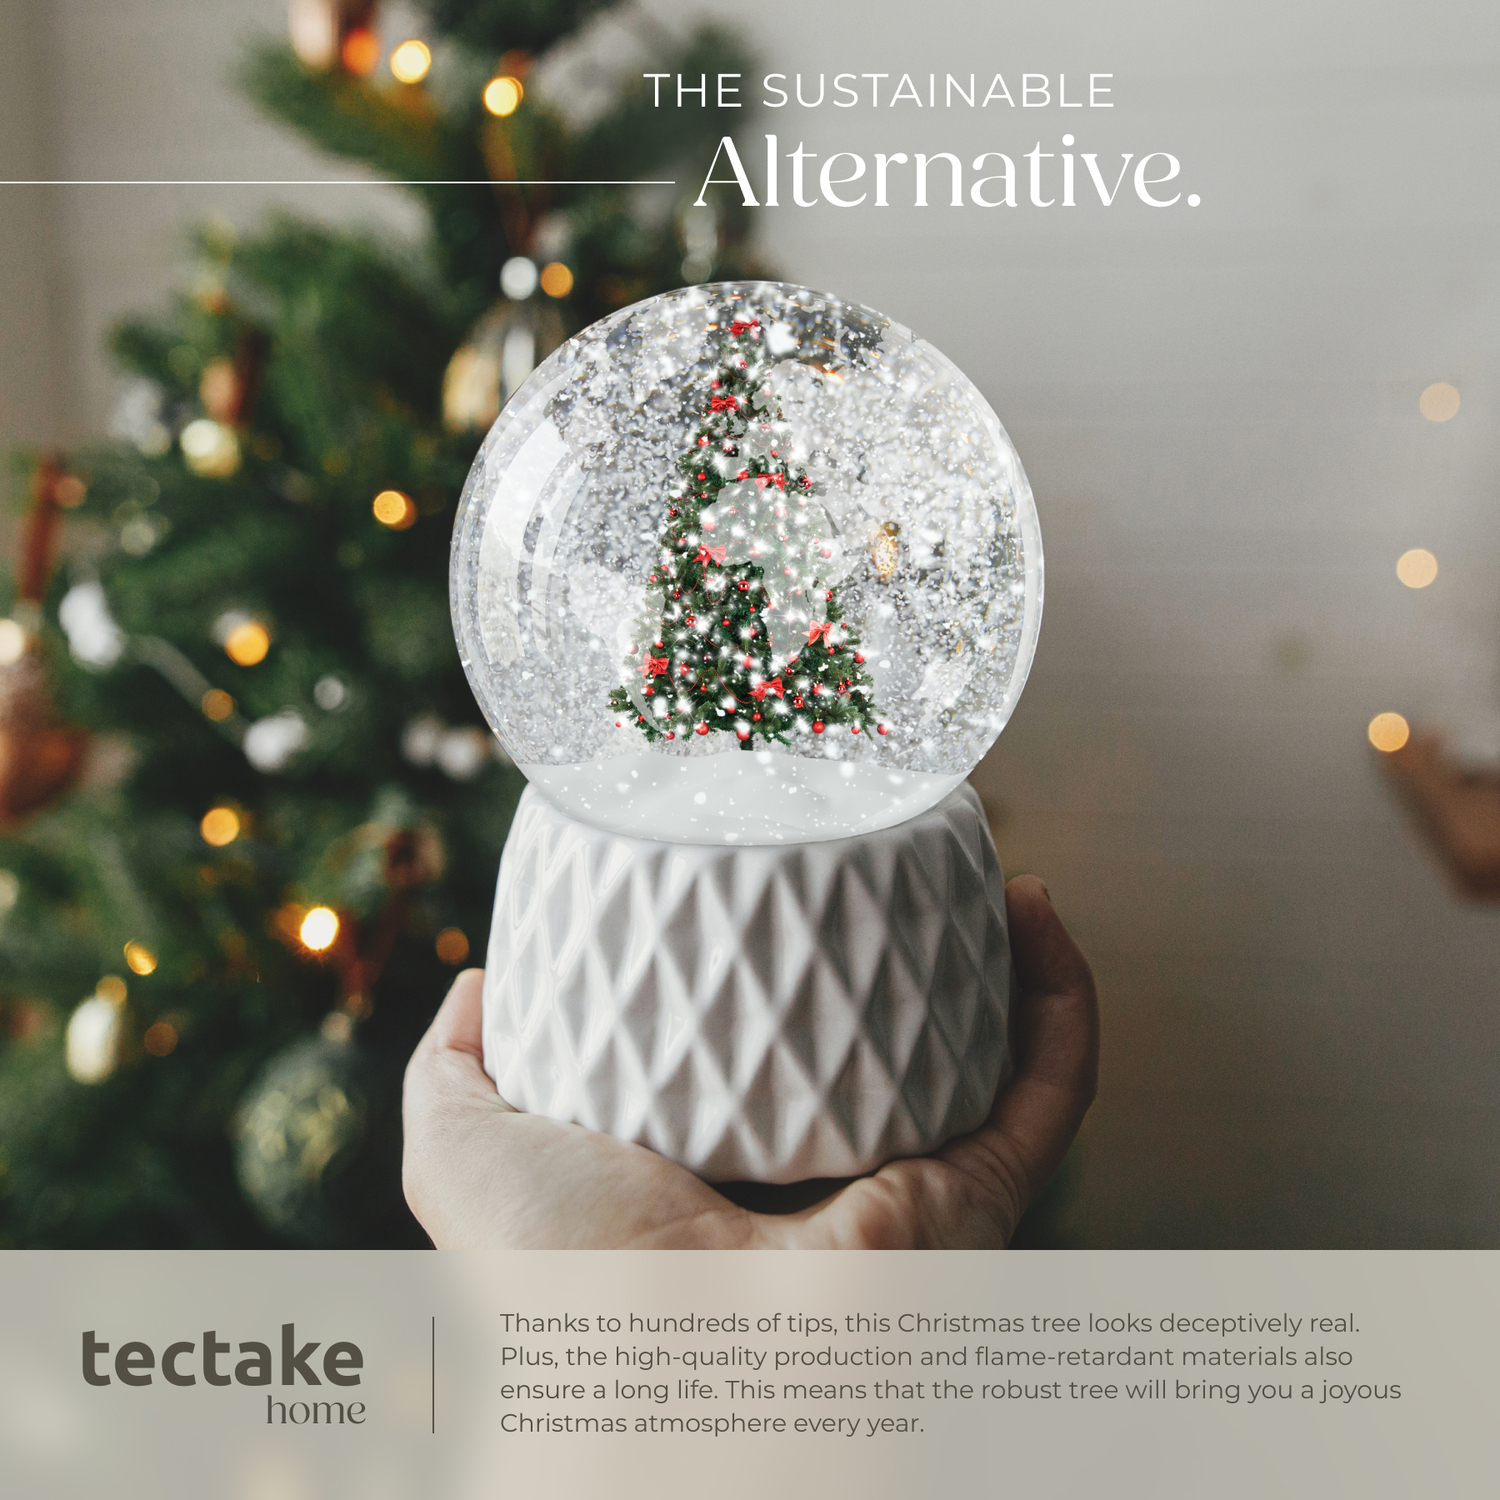 THE SUSTAINABLE
Alternative.
tectake
home
Thanks to hundreds of tips, this Christmas tree looks deceptively real.
Plus, the high-quality production and flame-retardant materials also
ensure a long life. This means that the robust tree will bring you a joyous
Christmas atmosphere every year.